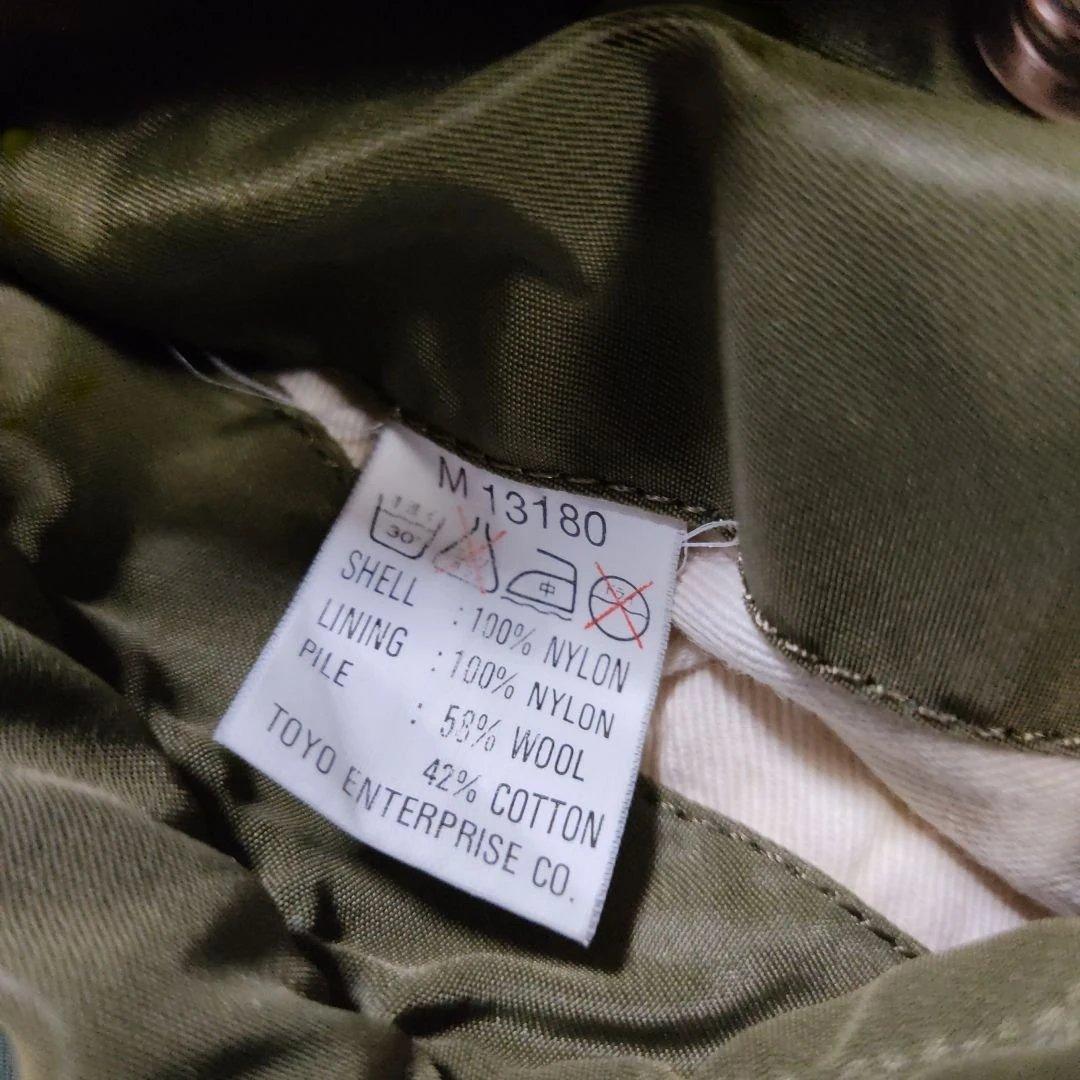 M 13180
30°
中
SHELL : 100% NYLON
LINING : 100% NYLON
PILE : 58% WOOL
42% COTTON
TOYO ENTERPRISE CO.